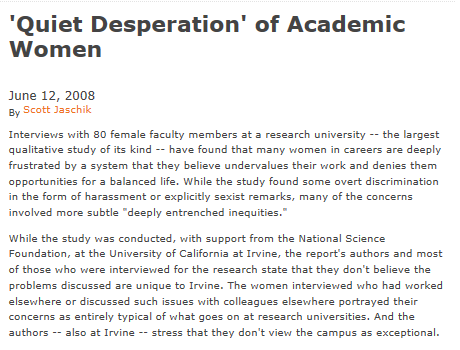 'Quiet Desperation' of Academic
Women
June 12, 2008
By Scott Jaschik
Interviews with 80 female faculty members at a research university -- the largest
qualitative study of its kind -- have found that many women in careers are deeply
frustrated by a system that they believe undervalues their work and denies them
opportunities for a balanced life. While the study found some overt discrimination
in the form of harassment or explicitly sexist remarks, many of the concerns
involved more subtle "deeply entrenched inequities."
While the study was conducted, with support from the National Science
Foundation, at the University of California at Irvine, the report's authors and most
of those who were interviewed for the research state that they don't believe the
problems discussed are unique to Irvine. The women interviewed who had worked
elsewhere or discussed such issues with colleagues elsewhere portrayed their
concerns as entirely typical of what goes on at research universities. And the
authors -- also at Irvine -- stress that they don't view the campus as exceptional.